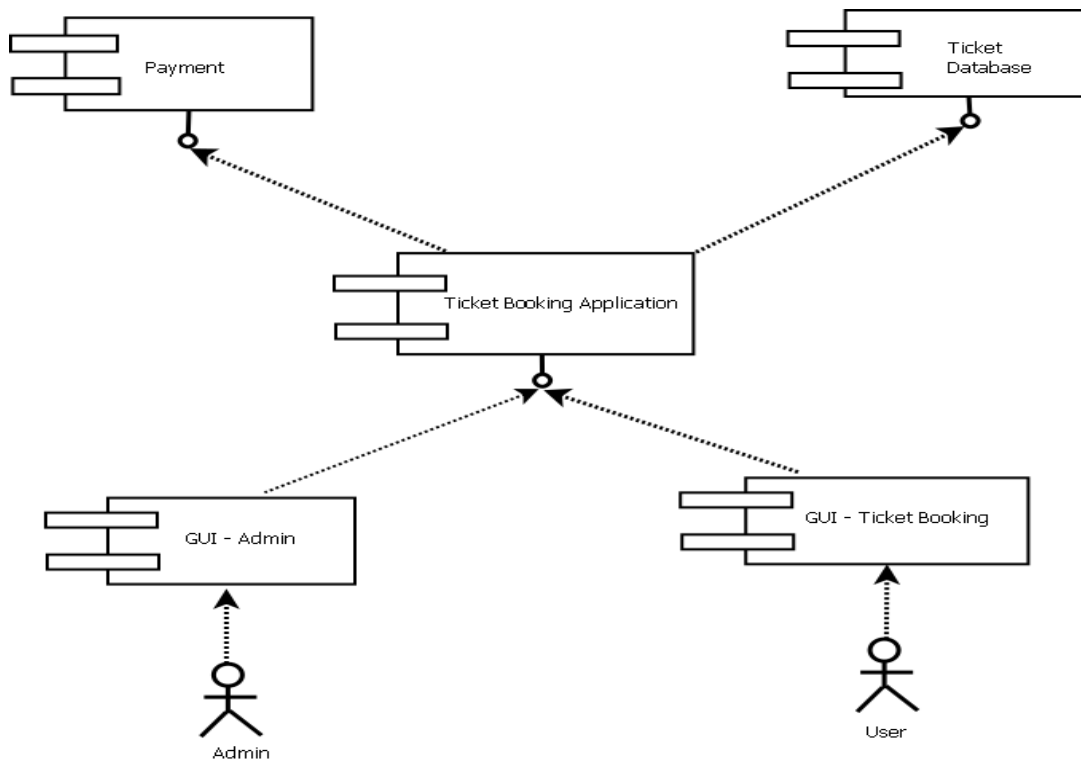 Payment
Ticket
Database
Ticket Booking Application
GUI - Admin
GUI - Ticket Booking
Admin
User